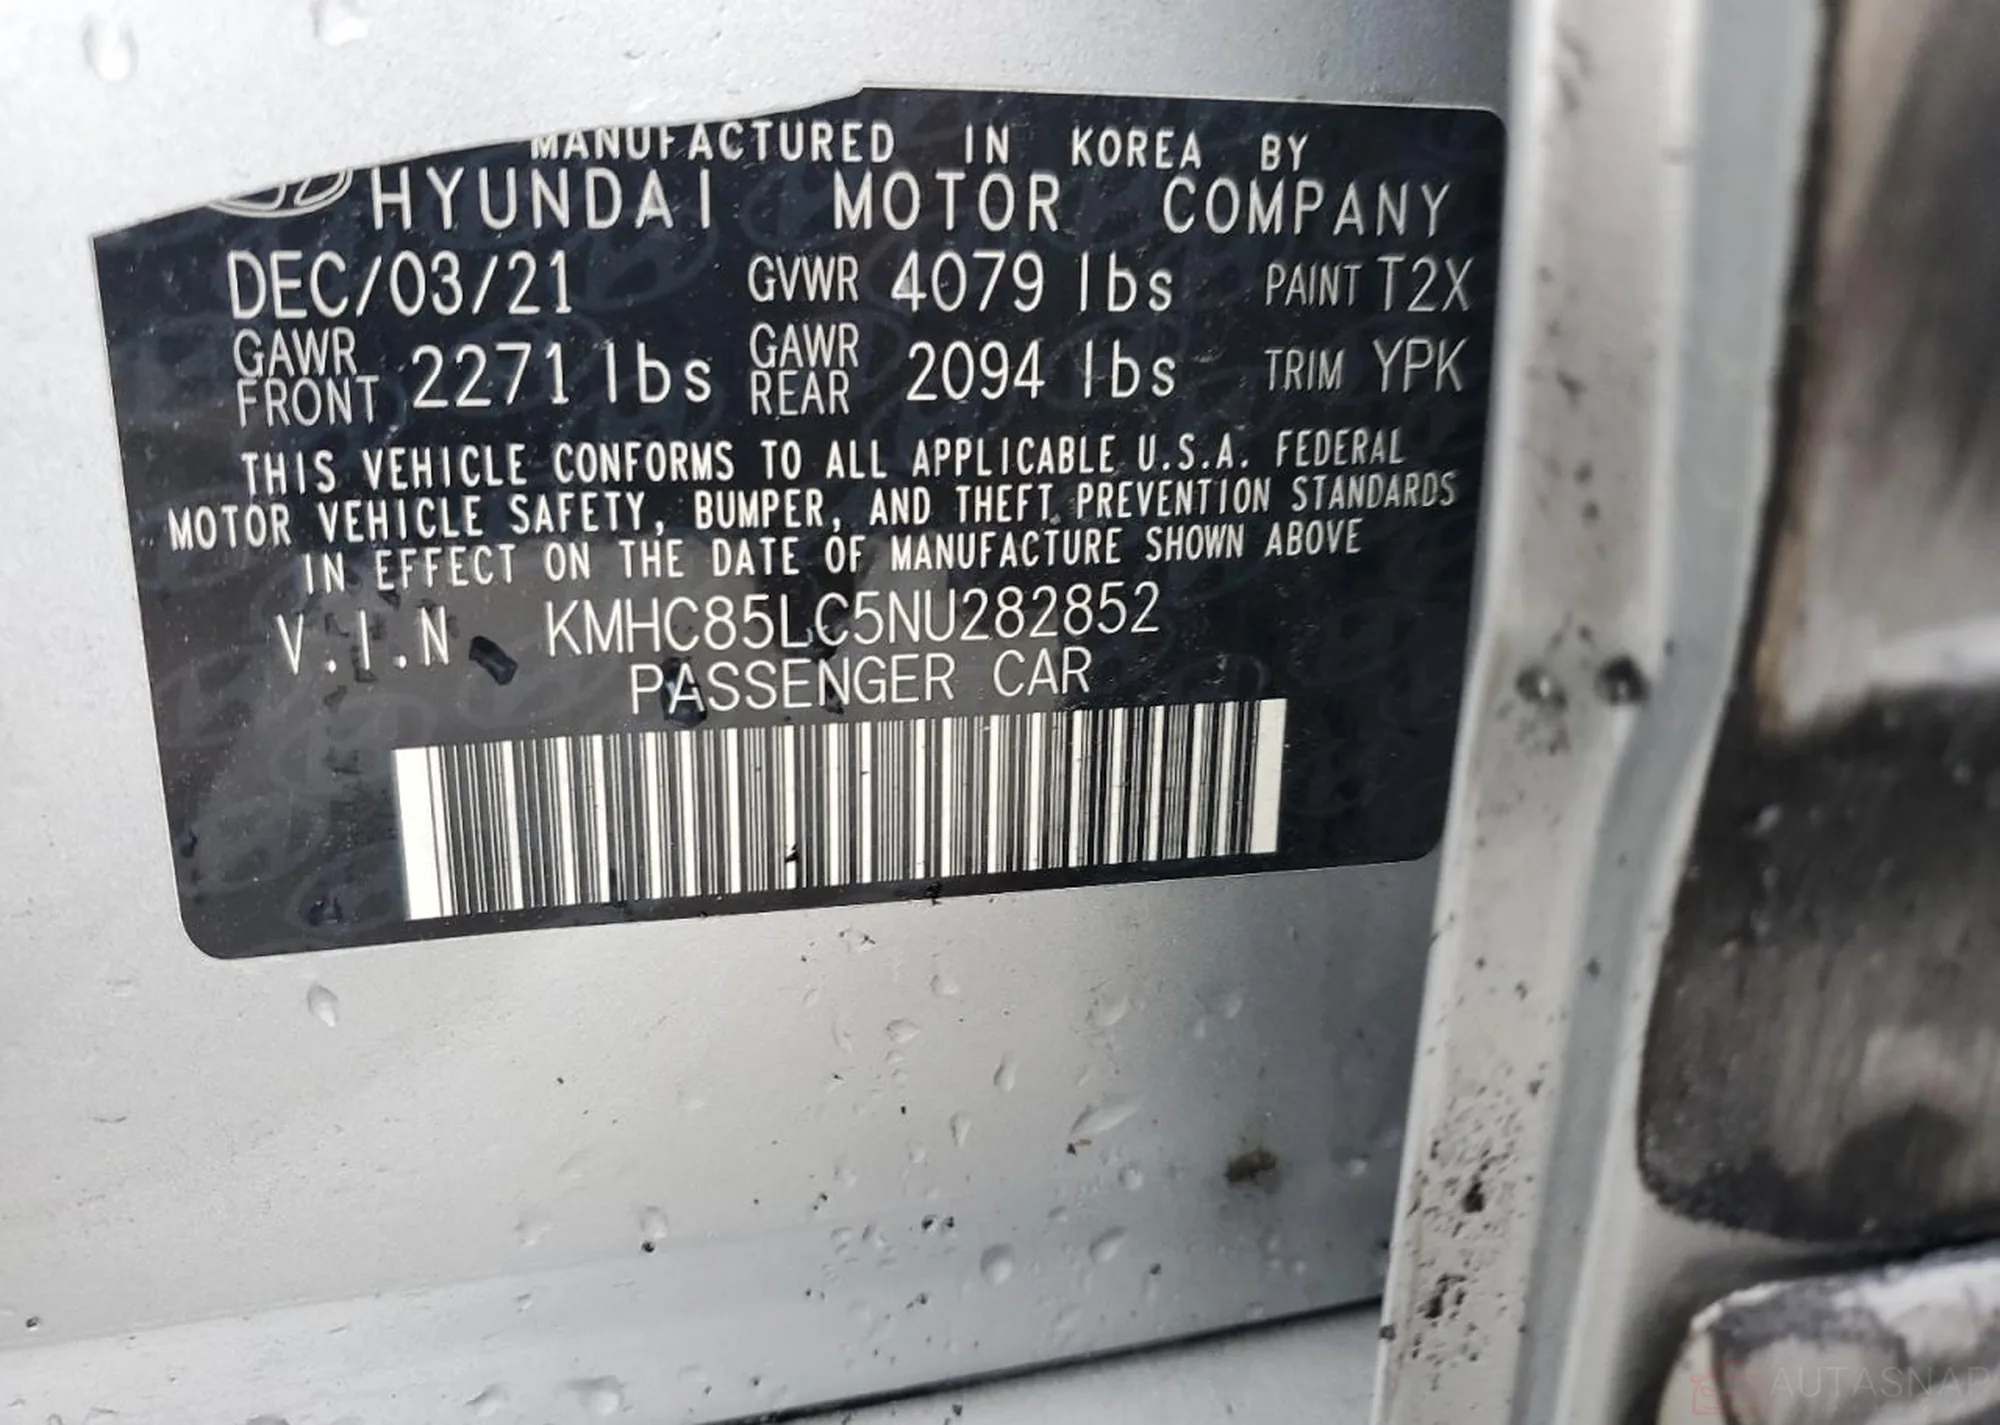 MANUFACTURED IN KOREA BY
HYUNDAI MOTOR COMPANY
DEC/03/21 GVWR 4079 lbs PAINT T2X
GAWR FRONT 2271 lbs GAWR REAR 2094 lbs TRIM YPK
THIS VEHICLE CONFORMS TO ALL APPLICABLE U.S.A. FEDERAL
MOTOR VEHICLE SAFETY, BUMPER, AND THEFT PREVENTION STANDARDS
IN EFFECT ON THE DATE OF MANUFACTURE SHOWN ABOVE
V.I.N KMHC85LC5NU282852
PASSENGER CAR
AUTASNAP